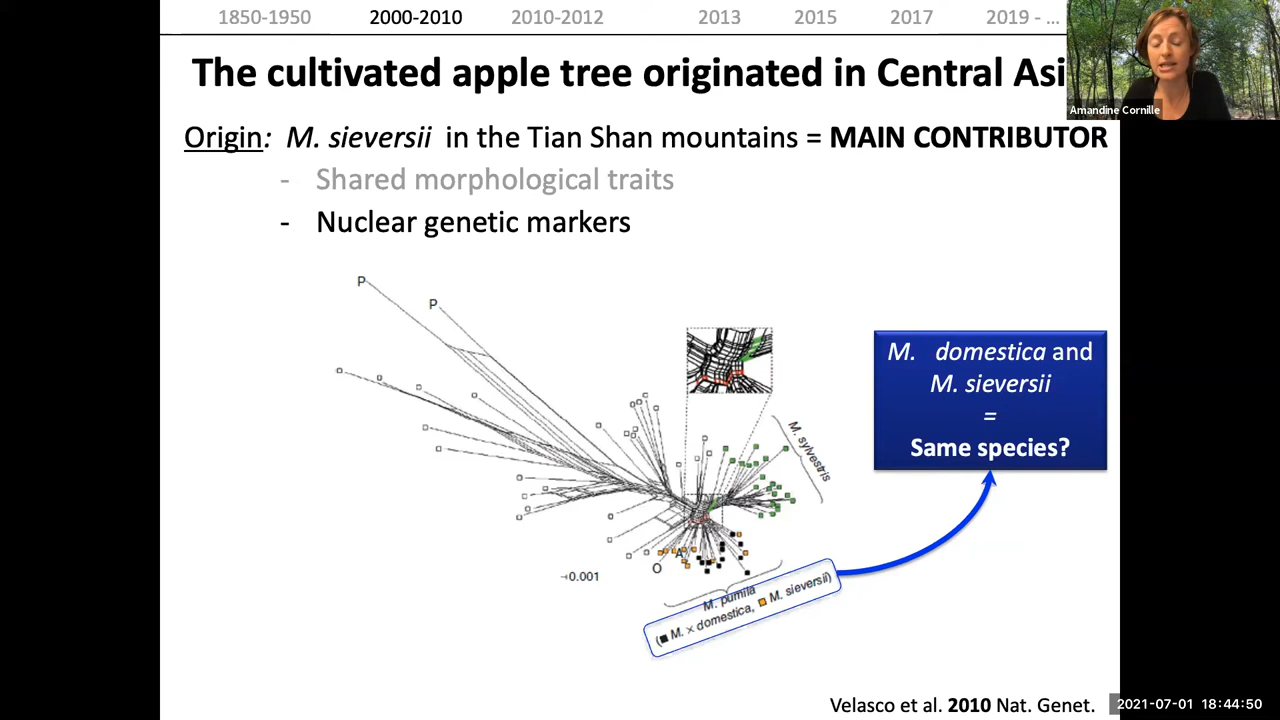 1850-1950 2000-2010 2010-2012 2013 2015 2017 2019 - ...
The cultivated apple tree originated in Central Asi
Amandine Cornille
Origin: M. sieversii in the Tian Shan mountains = MAIN CONTRIBUTOR
- Shared morphological traits
- Nuclear genetic markers
P
P
M. sylvestris
M. domestica and
M. sieversii
=
Same species?
A
O
0.001
M. pumila
(■ M. × domestica, ■ M. sieversii)
Velasco et al. 2010 Nat. Genet.
2021-07-01 18:44:50